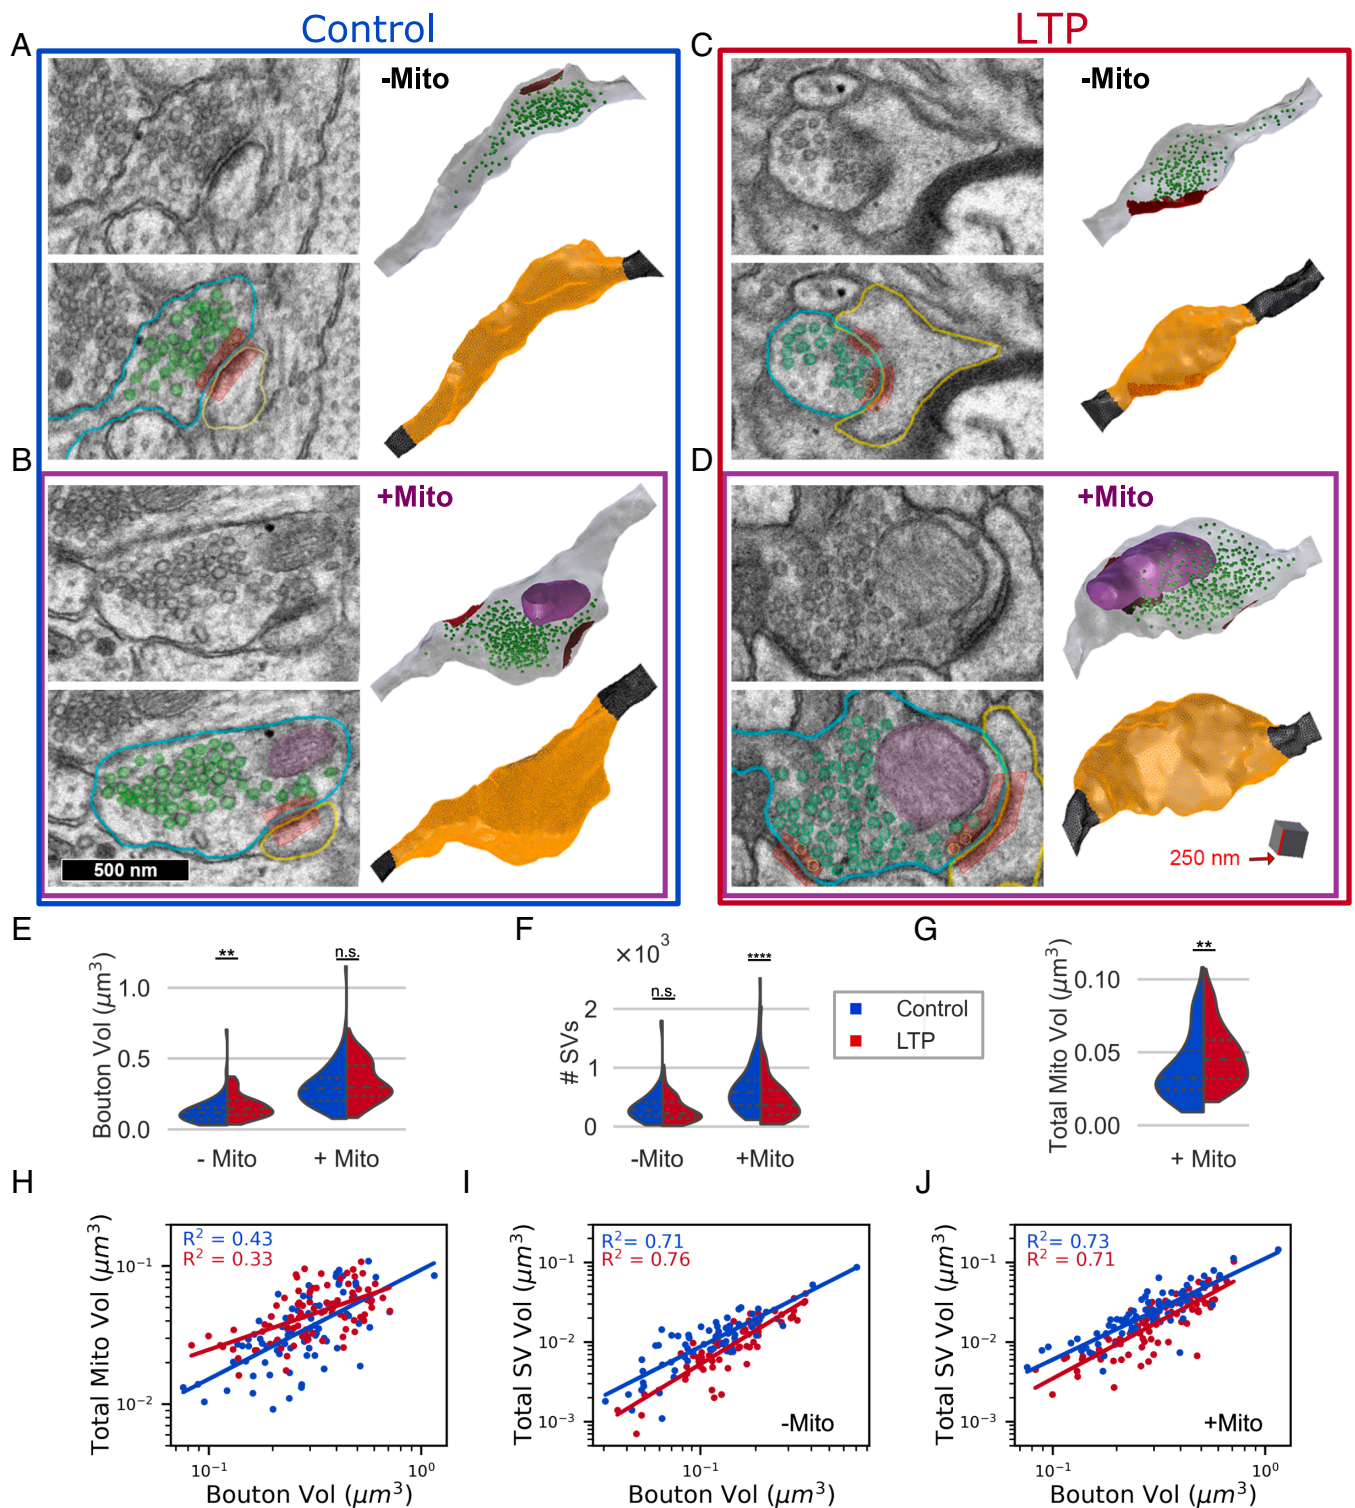 Control
LTP
A
C
-Mito
-Mito
B
D
+Mito
+Mito
500 nm
250 nm
E
F
G
Bouton Vol (μm³)
1.0
0.5
0.0
**
n.s.
- Mito
+ Mito
×10³
# SVs
2
1
0
n.s.
****
-Mito
+Mito
Control
LTP
Total Mito Vol (μm³)
0.10
0.05
0.00
**
+ Mito
H
I
J
Total Mito Vol (μm³)
R² = 0.43
R² = 0.33
10⁻¹
10⁻²
10⁻¹
10⁰
Bouton Vol (μm³)
Total SV Vol (μm³)
R² = 0.71
R² = 0.76
10⁻¹
10⁻²
10⁻³
-Mito
10⁻¹
Bouton Vol (μm³)
Total SV Vol (μm³)
R² = 0.73
R² = 0.71
10⁻¹
10⁻²
10⁻³
+Mito
10⁻¹
10⁰
Bouton Vol (μm³)